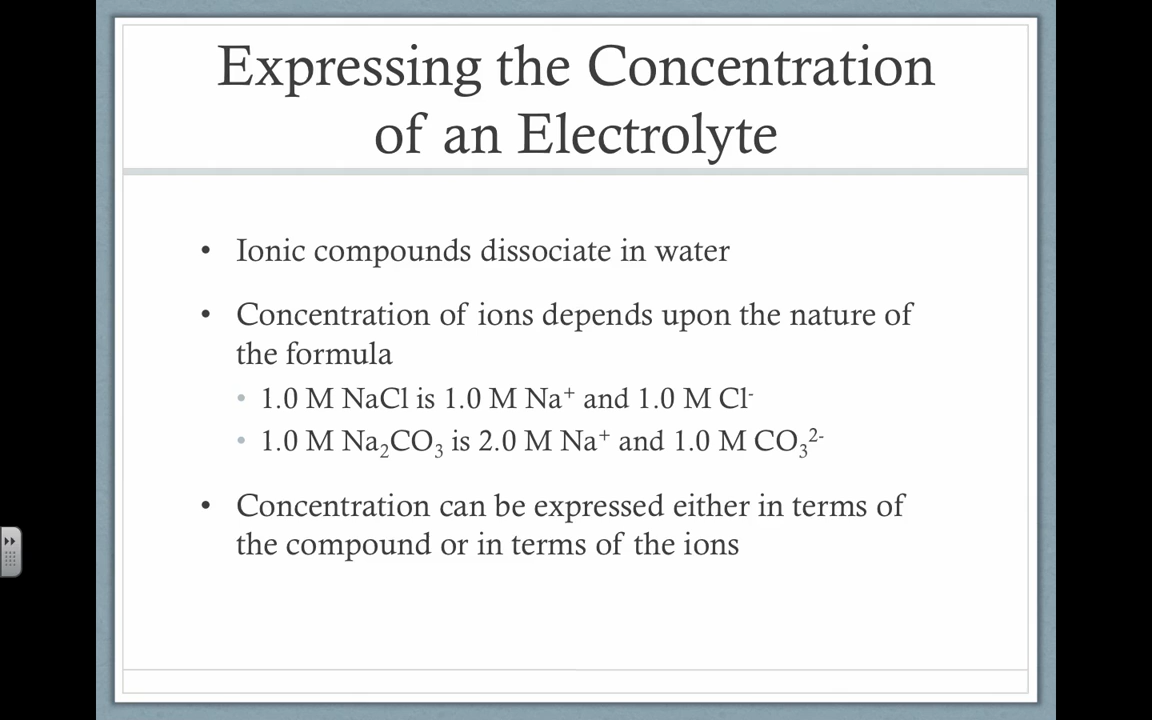 Expressing the Concentration
of an Electrolyte
• Ionic compounds dissociate in water
• Concentration of ions depends upon the nature of
the formula
• 1.0 M NaCl is 1.0 M Na⁺ and 1.0 M Cl⁻
• 1.0 M Na₂CO₃ is 2.0 M Na⁺ and 1.0 M CO₃²⁻
• Concentration can be expressed either in terms of
the compound or in terms of the ions